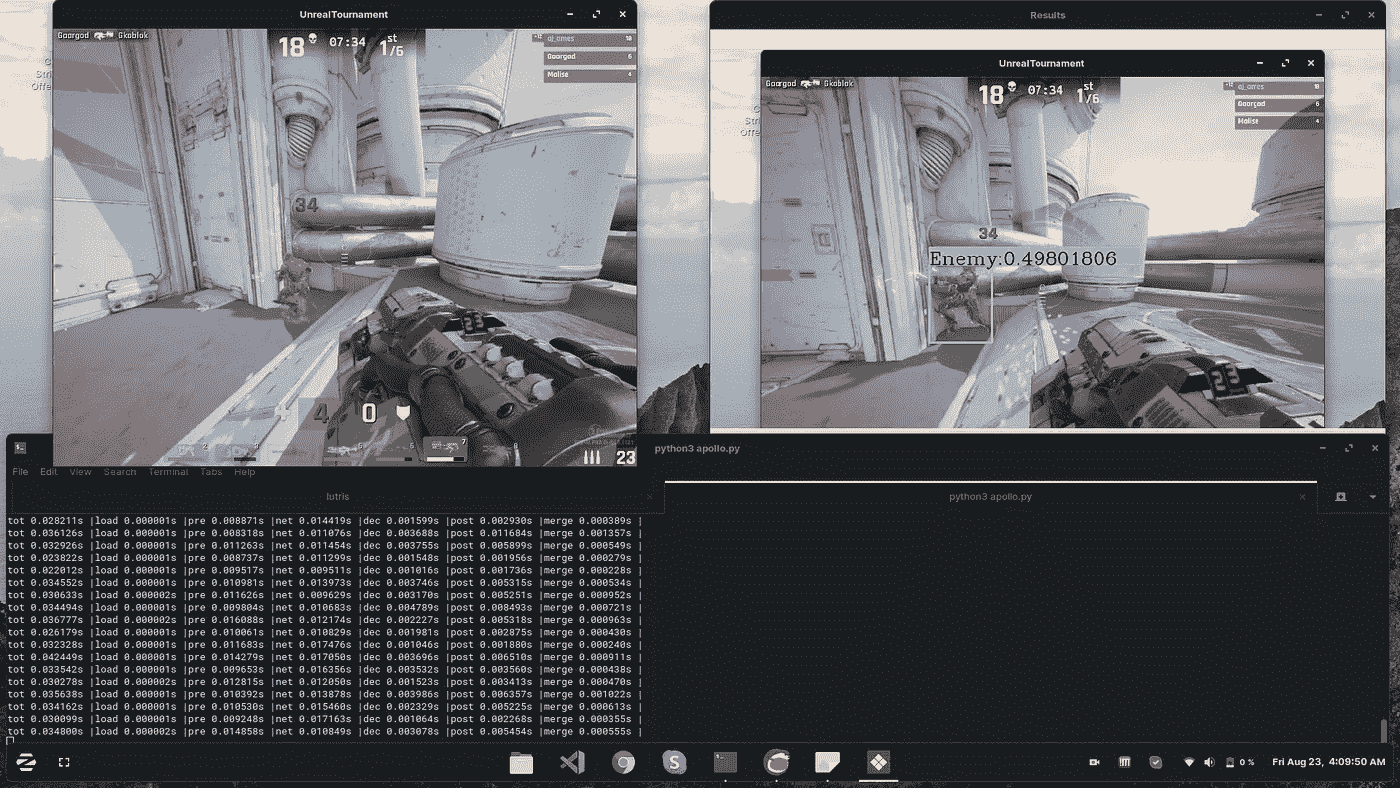 UnrealTournament
Gaargod Gkoblok
18 07:34 1st
1/6
aj_ames 18
Gaargod 6
Malise 4
34
4 0
7
23
Results
UnrealTournament
Gaargod Gkoblok
18 07:34 1st
1/6
aj_ames 18
Gaargod 6
Malise 4
34
Enemy:0.49801806
python3 apollo.py
File Edit View Search Terminal Tabs Help
lutris
python3 apollo.py
tot 0.028211s |load 0.000001s |pre 0.008871s |net 0.014419s |dec 0.001599s |post 0.002930s |merge 0.000389s |
tot 0.036126s |load 0.000001s |pre 0.008318s |net 0.011076s |dec 0.003688s |post 0.011684s |merge 0.001357s |
tot 0.032926s |load 0.000001s |pre 0.011263s |net 0.011454s |dec 0.003755s |post 0.005899s |merge 0.000549s |
tot 0.023822s |load 0.000001s |pre 0.008737s |net 0.011299s |dec 0.001548s |post 0.001956s |merge 0.000279s |
tot 0.022012s |load 0.000001s |pre 0.009517s |net 0.009511s |dec 0.001016s |post 0.001736s |merge 0.000228s |
tot 0.034552s |load 0.000001s |pre 0.010981s |net 0.013973s |dec 0.003746s |post 0.005315s |merge 0.000534s |
tot 0.030633s |load 0.000002s |pre 0.011626s |net 0.009629s |dec 0.003170s |post 0.005251s |merge 0.000952s |
tot 0.034494s |load 0.000001s |pre 0.009804s |net 0.010683s |dec 0.004789s |post 0.008493s |merge 0.000721s |
tot 0.036777s |load 0.000002s |pre 0.016088s |net 0.012174s |dec 0.002227s |post 0.005318s |merge 0.000963s |
tot 0.026179s |load 0.000001s |pre 0.010061s |net 0.010829s |dec 0.001981s |post 0.002875s |merge 0.000430s |
tot 0.032328s |load 0.000001s |pre 0.011683s |net 0.017476s |dec 0.001046s |post 0.001880s |merge 0.000240s |
tot 0.042449s |load 0.000001s |pre 0.014279s |net 0.017050s |dec 0.003696s |post 0.006510s |merge 0.000911s |
tot 0.033542s |load 0.000001s |pre 0.009653s |net 0.016356s |dec 0.003532s |post 0.003560s |merge 0.000438s |
tot 0.030278s |load 0.000002s |pre 0.012815s |net 0.012050s |dec 0.001523s |post 0.003413s |merge 0.000470s |
tot 0.035638s |load 0.000001s |pre 0.010392s |net 0.013878s |dec 0.003986s |post 0.006357s |merge 0.001022s |
tot 0.034162s |load 0.000001s |pre 0.010530s |net 0.015460s |dec 0.002329s |post 0.005225s |merge 0.000613s |
tot 0.030099s |load 0.000001s |pre 0.009248s |net 0.017163s |dec 0.001064s |post 0.002268s |merge 0.000355s |
tot 0.034800s |load 0.000002s |pre 0.014858s |net 0.010849s |dec 0.003078s |post 0.005454s |merge 0.000555s |
0 % Fri Aug 23, 4:09:50 AM